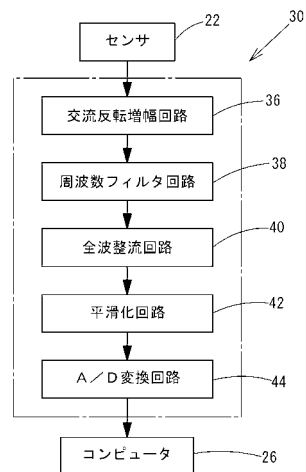 センサ
22
30
交流反転増幅回路
36
周波数フィルタ回路
38
全波整流回路
40
平滑化回路
42
A/D変換回路
44
コンピュータ
26